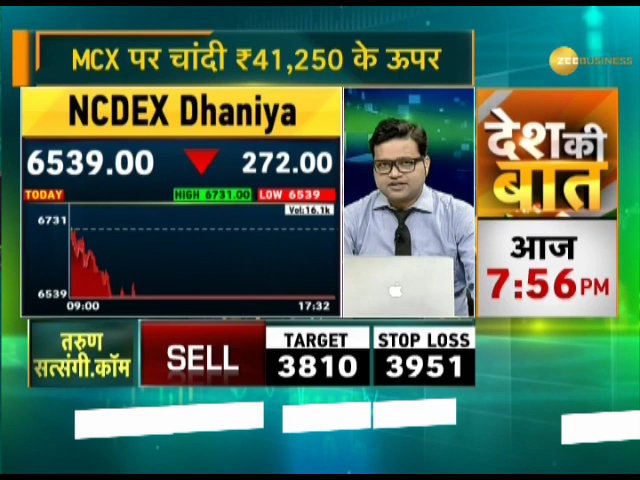 MCX पर चांदी ₹41,250 के ऊपर
ZEE BUSINESS
NCDEX Dhaniya
6539.00 272.00
TODAY HIGH 6731.00 LOW 6539
Vol:16.1k
6731
6539
09:00 17:32
देश की
बात
आज
7:56 PM
तरुण
सत्संगी.कॉम
SELL
TARGET
3810
STOP LOSS
3951